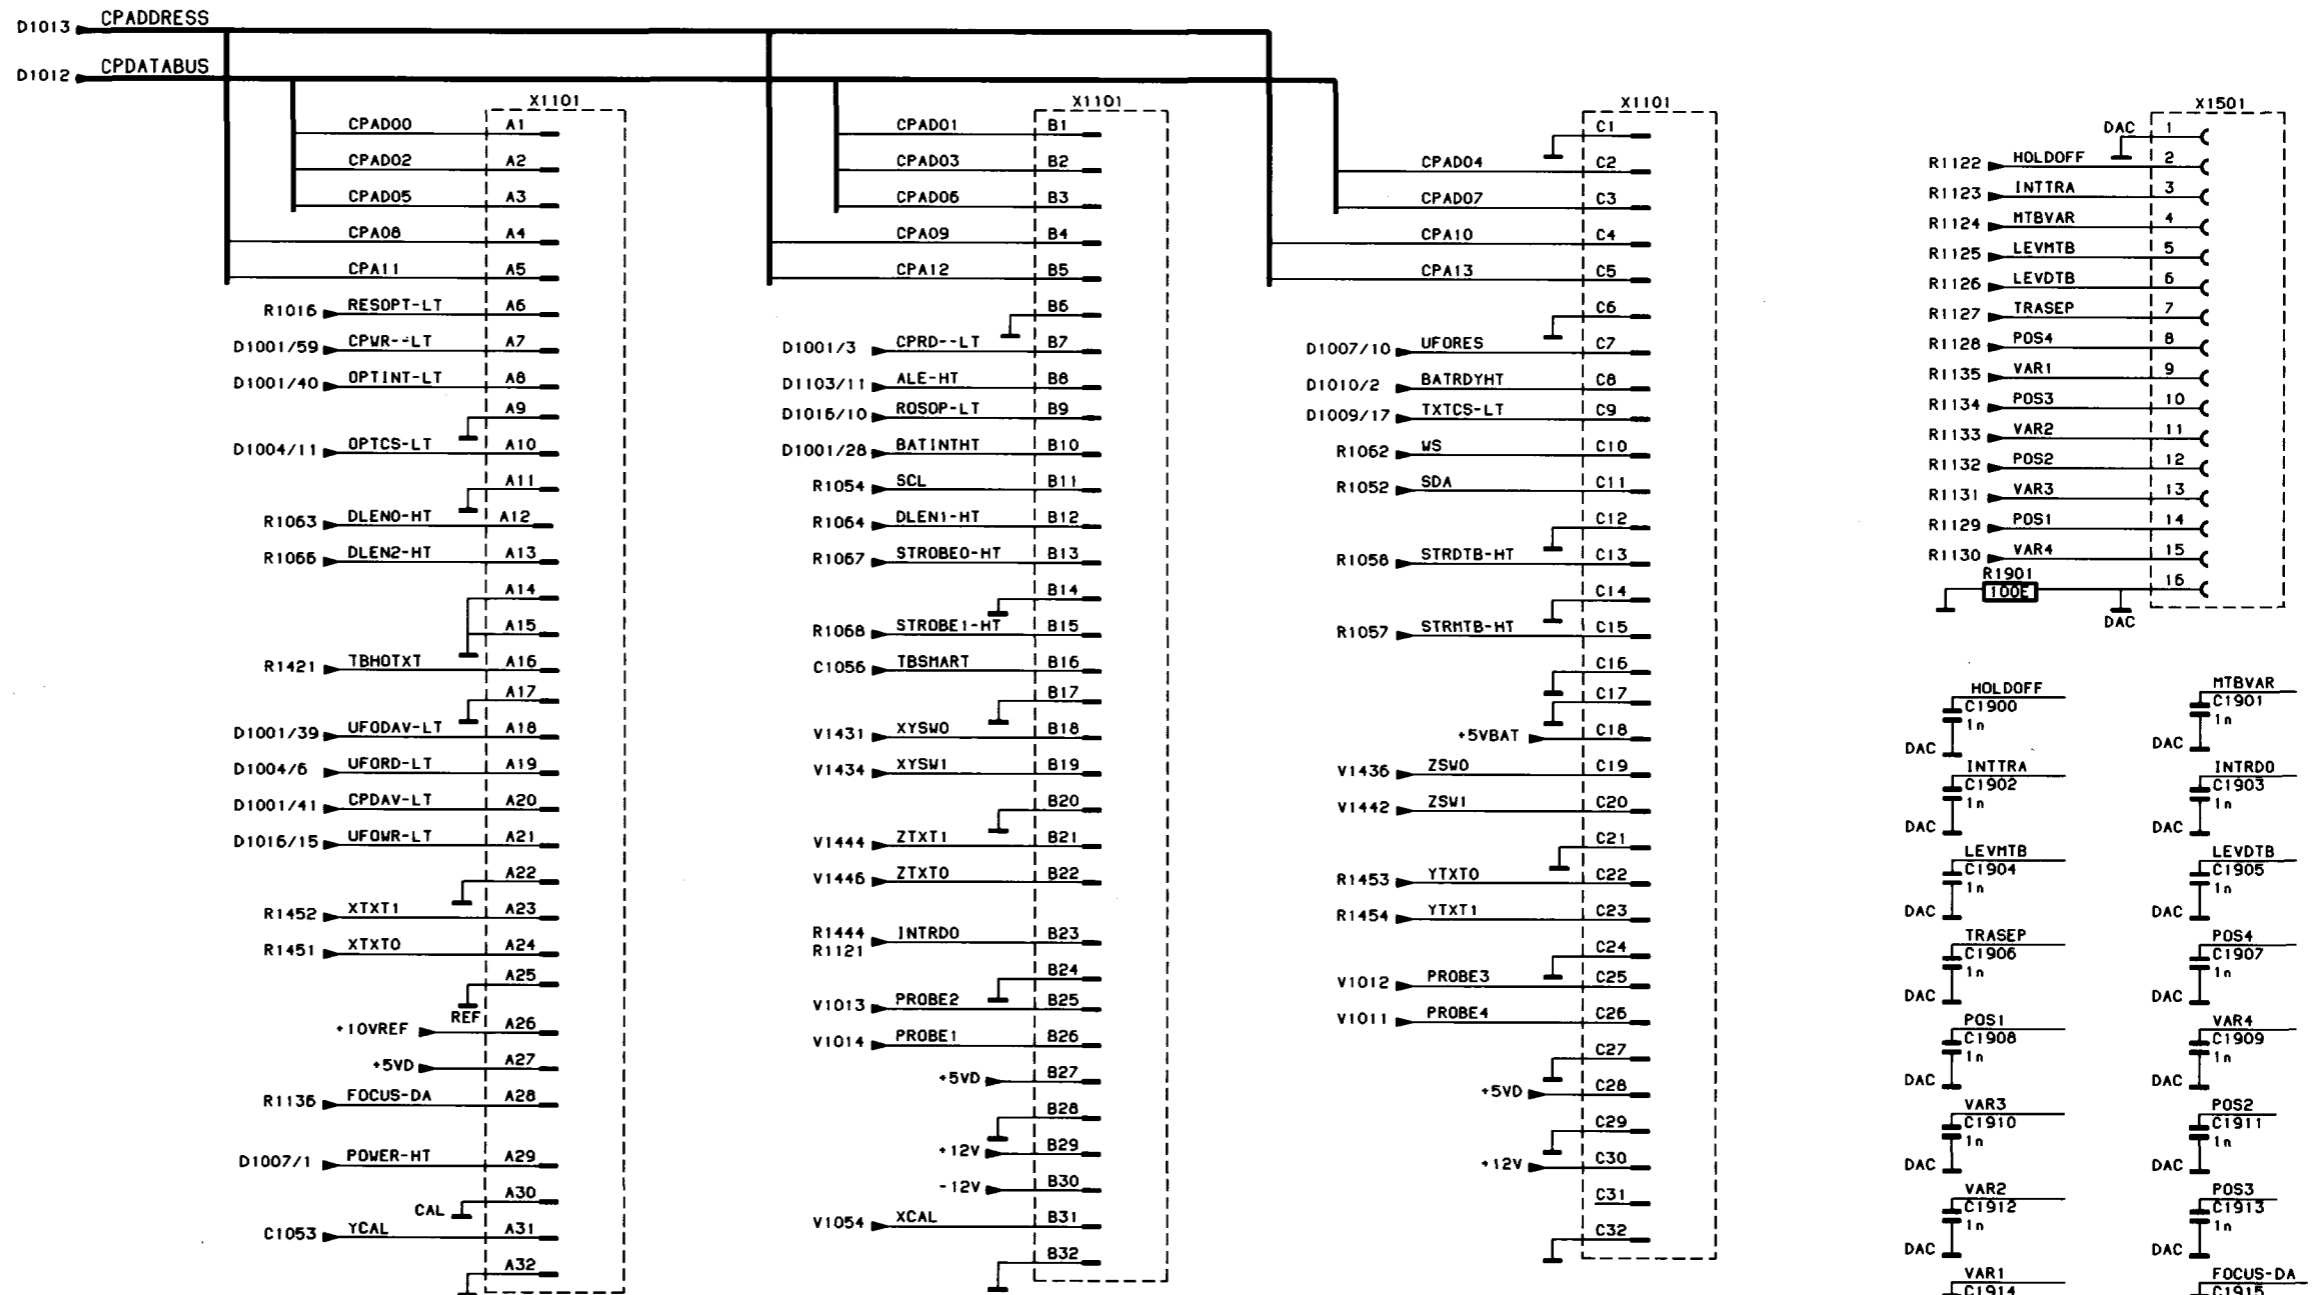 D1013 CPADDRESS
D1012 CPDATABUS
X1101
CPAD00 A1
CPAD02 A2
CPAD05 A3
CPA08 A4
CPA11 A5
R1016 RESOPT-LT A6
D1001/59 CPWR--LT A7
D1001/40 OPTINT-LT A8
A9
D1004/11 OPTCS-LT A10
A11
R1063 DLEN0-HT A12
R1066 DLEN2-HT A13
A14
A15
R1421 TBHOTXT A16
A17
D1001/39 UFODAV-LT A18
D1004/6 UFORD-LT A19
D1001/41 CPDAV-LT A20
D1016/15 UFOWR-LT A21
A22
R1452 XTXT1 A23
R1451 XTXT0 A24
A25
REF
+10VREF A26
+5VD A27
R1136 FOCUS-DA A28
D1007/1 POWER-HT A29
CAL A30
C1053 YCAL A31
A32
X1101
CPAD01 B1
CPAD03 B2
CPAD06 B3
CPA09 B4
CPA12 B5
B6
D1001/3 CPRD--LT B7
D1103/11 ALE-HT B8
D1016/10 ROSOP-LT B9
D1001/28 BATINTHT B10
R1054 SCL B11
R1064 DLEN1-HT B12
R1067 STROBE0-HT B13
B14
R1068 STROBE1-HT B15
C1056 TBSMART B16
B17
V1431 XYSW0 B18
V1434 XYSW1 B19
B20
V1444 ZTXT1 B21
V1446 ZTXT0 B22
R1444 INTRDO B23
R1121
B24
V1013 PROBE2 B25
V1014 PROBE1 B26
+5VD B27
B28
+12V B29
-12V B30
V1054 XCAL B31
B32
X1101
C1
CPAD04 C2
CPAD07 C3
CPA10 C4
CPA13 C5
C6
D1007/10 UFORES C7
D1010/2 BATRDYHT C8
D1009/17 TXTCS-LT C9
R1062 WS C10
R1052 SDA C11
C12
R1058 STRDTB-HT C13
C14
R1057 STRMTB-HT C15
C16
C17
+5VBAT C18
V1436 ZSW0 C19
V1442 ZSW1 C20
C21
R1453 YTXT0 C22
R1454 YTXT1 C23
C24
V1012 PROBE3 C25
V1011 PROBE4 C26
C27
+5VD C28
C29
+12V C30
C31
C32
X1501
DAC 1
R1122 HOLDOFF 2
R1123 INTTRA 3
R1124 MTBVAR 4
R1125 LEVMTB 5
R1126 LEVDTB 6
R1127 TRASEP 7
R1128 POS4 8
R1135 VAR1 9
R1134 POS3 10
R1133 VAR2 11
R1132 POS2 12
R1131 VAR3 13
R1129 POS1 14
R1130 VAR4 15
R1901 16
100E
DAC
HOLDOFF MTBVAR
C1900 C1901
1n 1n
DAC DAC
INTTRA INTRDO
C1902 C1903
1n 1n
DAC DAC
LEVMTB LEVDTB
C1904 C1905
1n 1n
DAC DAC
TRASEP POS4
C1906 C1907
1n 1n
DAC DAC
POS1 VAR4
C1908 C1909
1n 1n
DAC DAC
VAR3 POS2
C1910 C1911
1n 1n
DAC DAC
VAR2 POS3
C1912 C1913
1n 1n
DAC DAC
VAR1 FOCUS-DA
C1914 C1915